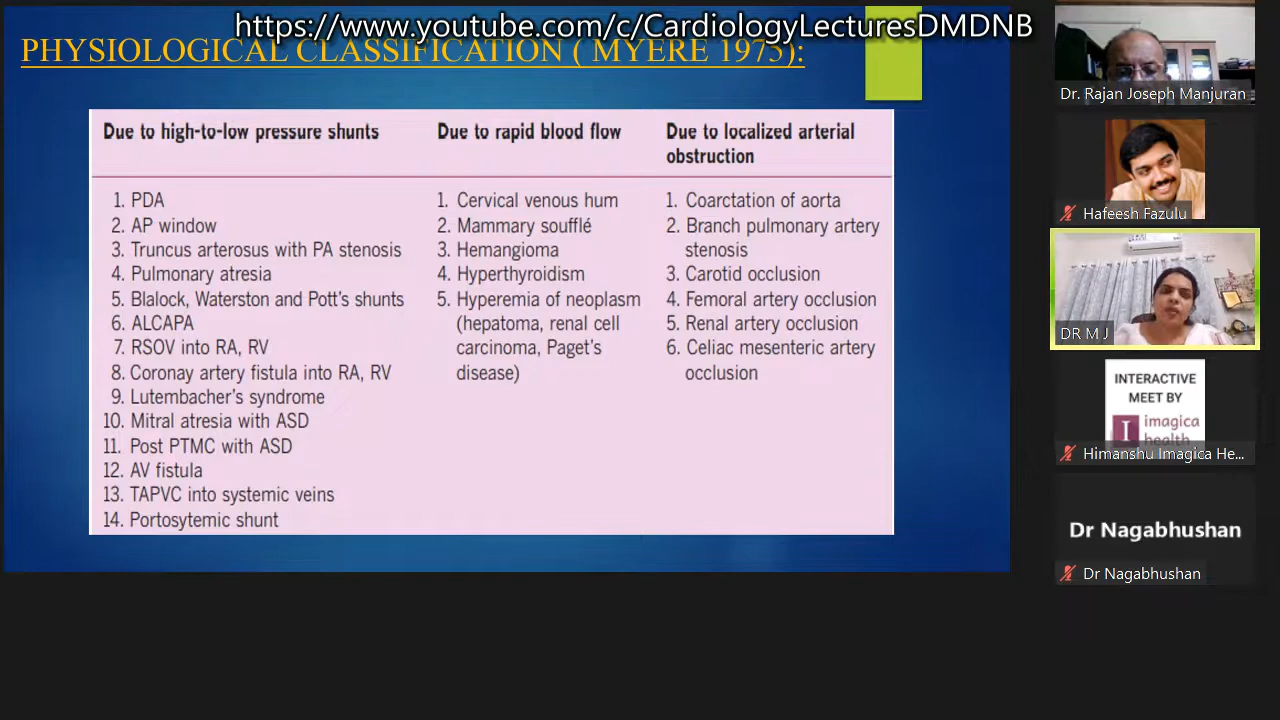 https://www.youtube.com/c/CardiologyLecturesDMDNB
PHYSIOLOGICAL CLASSIFICATION ( MYERE 1975):
Due to high-to-low pressure shunts
1. PDA
2. AP window
3. Truncus arterosus with PA stenosis
4. Pulmonary atresia
5. Blalock, Waterston and Pott's shunts
6. ALCAPA
7. RSOV into RA, RV
8. Coronay artery fistula into RA, RV
9. Lutembacher's syndrome
10. Mitral atresia with ASD
11. Post PTMC with ASD
12. AV fistula
13. TAPVC into systemic veins
14. Portosytemic shunt
Due to rapid blood flow
1. Cervical venous hum
2. Mammary soufflé
3. Hemangioma
4. Hyperthyroidism
5. Hyperemia of neoplasm
(hepatoma, renal cell
carcinoma, Paget's
disease)
Due to localized arterial
obstruction
1. Coarctation of aorta
2. Branch pulmonary artery
stenosis
3. Carotid occlusion
4. Femoral artery occlusion
5. Renal artery occlusion
6. Celiac mesenteric artery
occlusion
Dr. Rajan Joseph Manjuran
Hafeesh Fazulu
DR M J
INTERACTIVE
MEET BY
I imagica
health
Himanshu Imagica He...
Dr Nagabhushan
Dr Nagabhushan